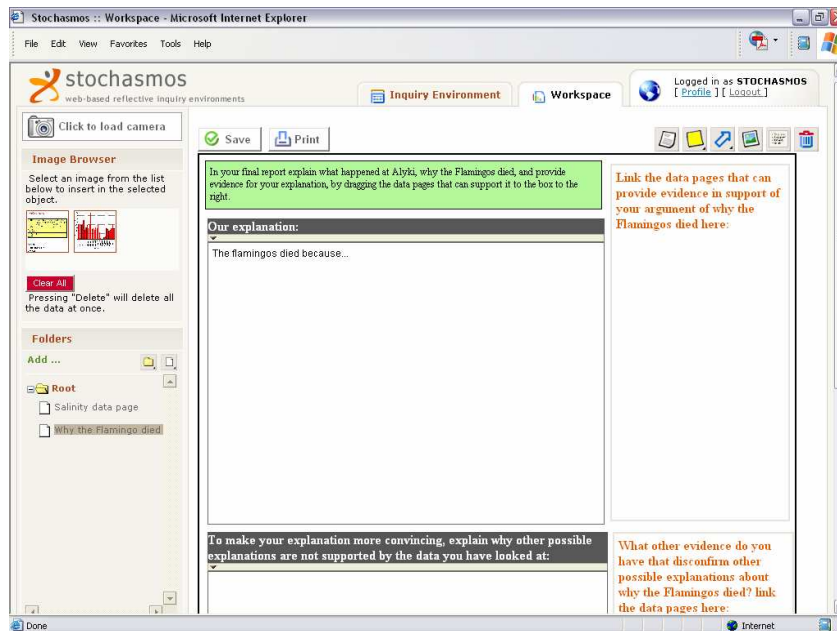 Stochasmos :: Workspace - Microsoft Internet Explorer
File Edit View Favorites Tools Help
stochasmos
web-based reflective inquiry environments
Inquiry Environment
Workspace
Logged in as STOCHASMOS
[ Profile ] [ Logout ]
Click to load camera
Save
Print
Image Browser
Select an image from the list
below to insert in the selected
object.
Clear All
Pressing "Delete" will delete all
the data at once.
Folders
Add ...
Root
Salinity data page
Why the Flamingo died
In your final report explain what happened at Alyki, why the Flamingos died, and provide
evidence for your explanation, by dragging the data pages that can support it to the box to the
right.
Our explanation:
The flamingos died because...
Link the data pages that can
provide evidence in support of
your argument of why the
Flamingos died here:
To make your explanation more convincing, explain why other possible
explanations are not supported by the data you have looked at:
What other evidence do you
have that disconfirm other
possible explanations about
why the Flamingos died? link
the data pages here:
Done
Internet